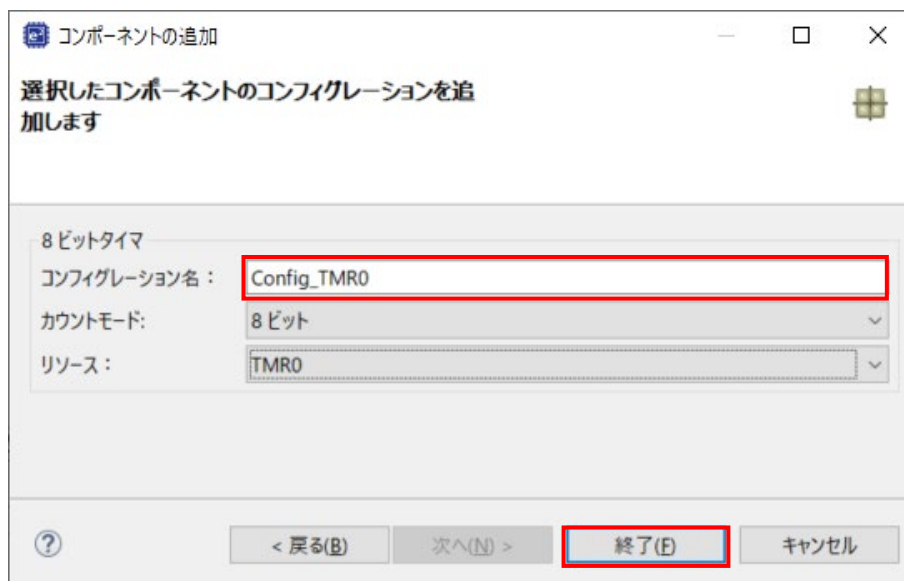 コンポーネントの追加
選択したコンポーネントのコンフィグレーションを追
加します
8 ビットタイマ
コンフィグレーション名： Config_TMR0
カウントモード: 8 ビット
リソース： TMR0
< 戻る(B) 次へ(N) > 終了(F) キャンセル